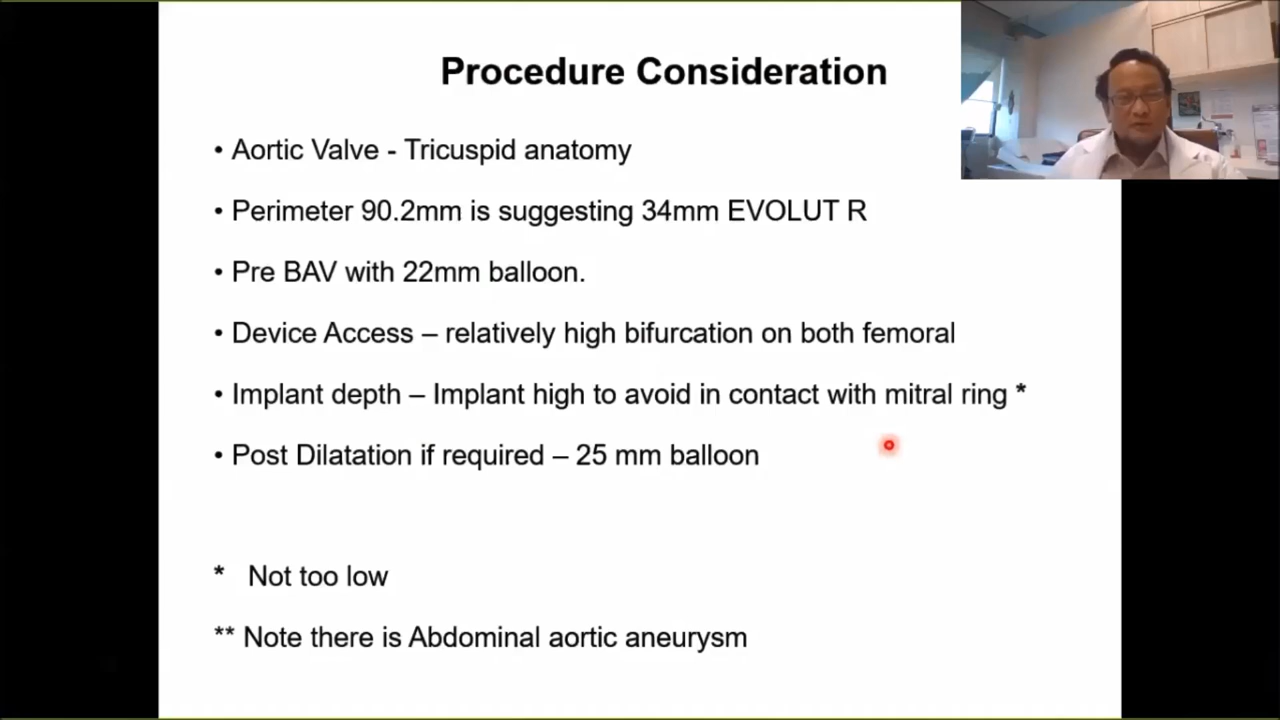 Procedure Consideration
• Aortic Valve - Tricuspid anatomy
• Perimeter 90.2mm is suggesting 34mm EVOLUT R
• Pre BAV with 22mm balloon.
• Device Access – relatively high bifurcation on both femoral
• Implant depth – Implant high to avoid in contact with mitral ring *
• Post Dilatation if required – 25 mm balloon
* Not too low
** Note there is Abdominal aortic aneurysm